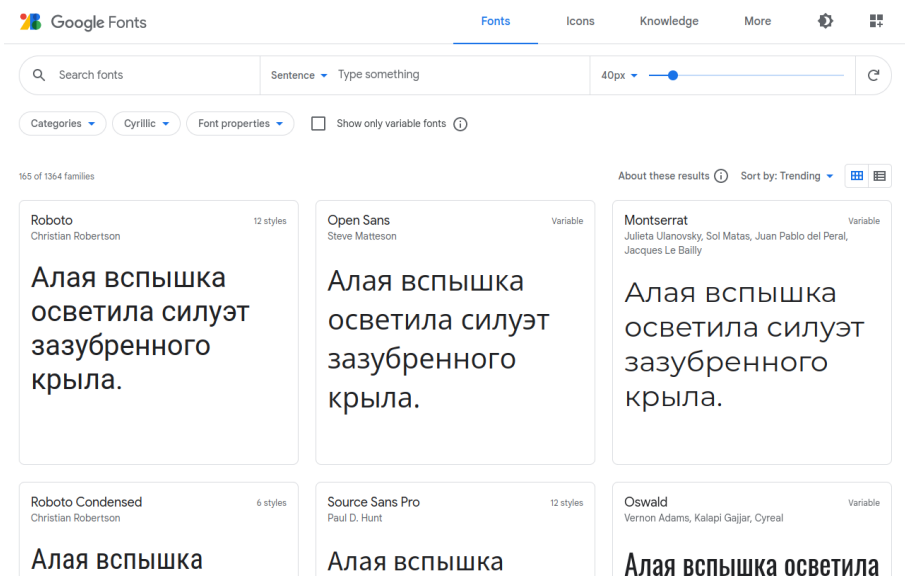 Google Fonts
Fonts Icons Knowledge More
Search fonts Sentence Type something 40px
Categories Cyrillic Font properties Show only variable fonts
165 of 1364 families About these results Sort by: Trending
Roboto 12 styles
Christian Robertson
Алая вспышка
осветила силуэт
зазубренного
крыла.
Open Sans Variable
Steve Matteson
Алая вспышка
осветила силуэт
зазубренного
крыла.
Montserrat Variable
Julieta Ulanovsky, Sol Matas, Juan Pablo del Peral,
Jacques Le Bailly
Алая вспышка
осветила силуэт
зазубренного
крыла.
Roboto Condensed 6 styles
Christian Robertson
Алая вспышка
Source Sans Pro 12 styles
Paul D. Hunt
Алая вспышка
Oswald Variable
Vernon Adams, Kalapi Gajjar, Cyreal
Алая вспышка осветила